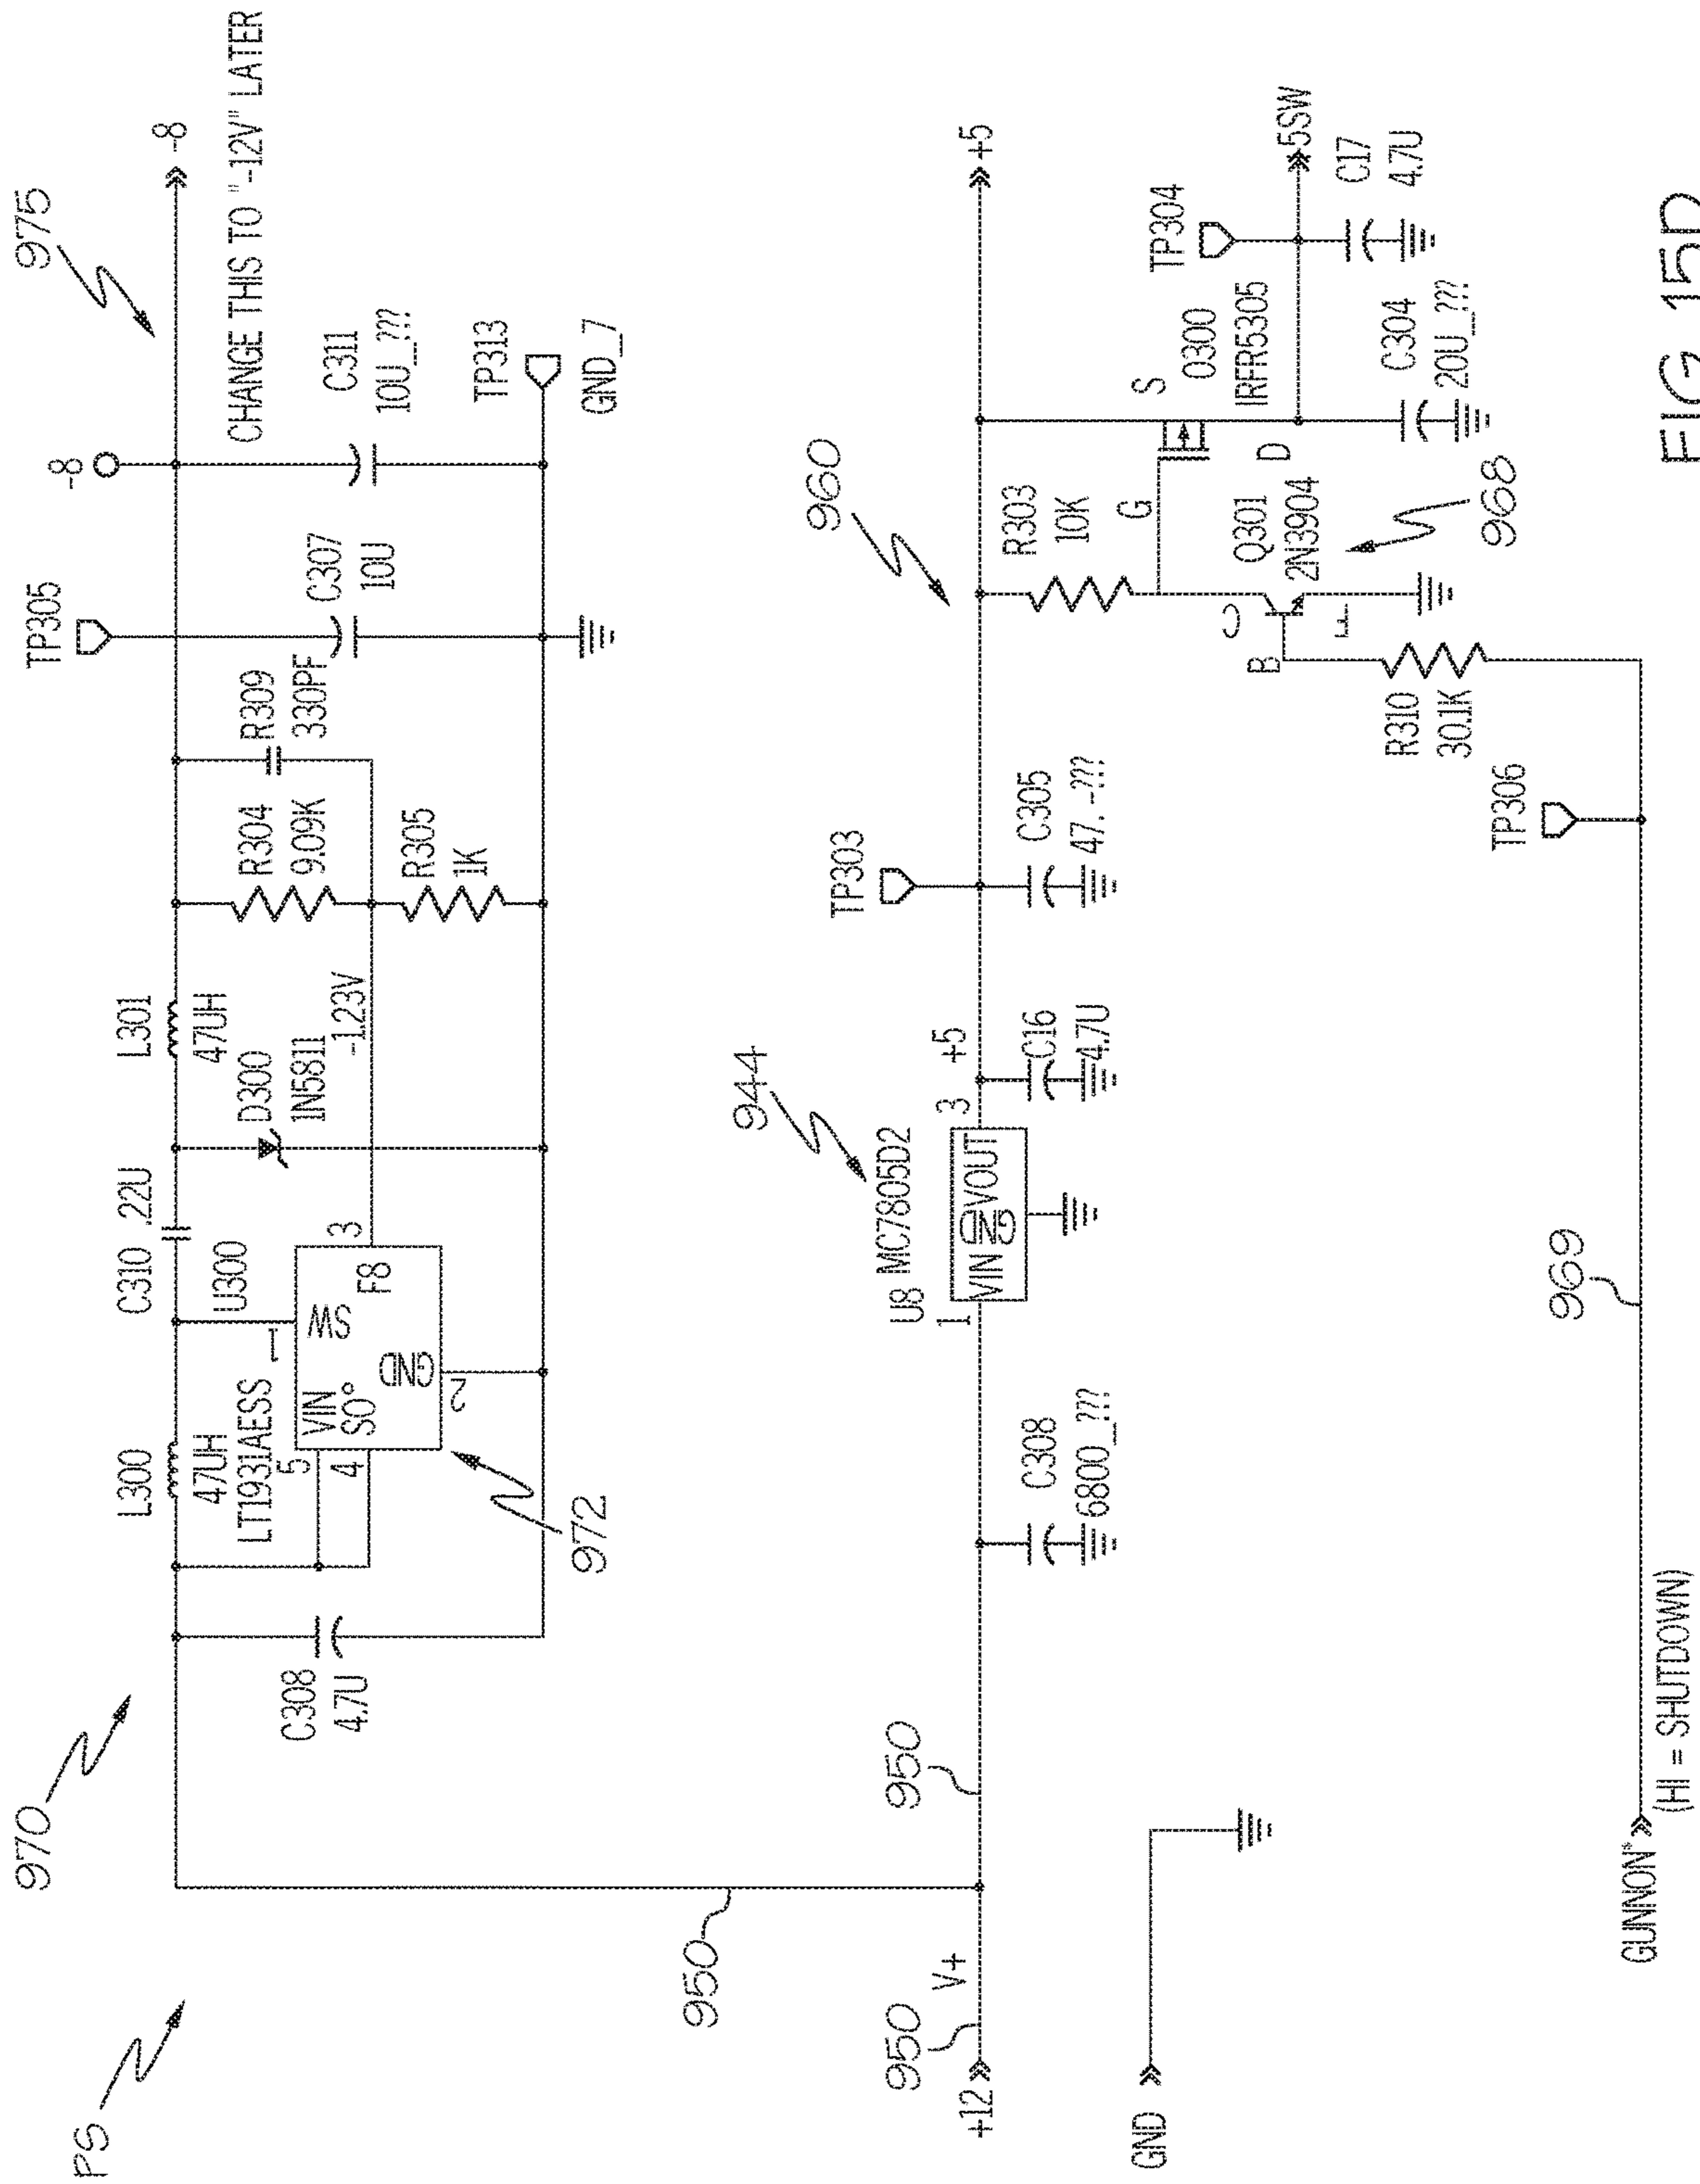 PS
970
975
TP305
-8
-8
CHANGE THIS TO "-12V" LATER
L300
47UH
LT1931AESS
C310 .22U
U300
L301
47UH
D300
1N5811
-1.23V
R304
9.09K
R309
330PF
R305
1K
C307
10U
C311
10U_???
TP313
GND_7
C308
4.7U
5
4
VIN
SO°
SW
1
F8
3
GND
2
972
950
950
+12
V+
950
944
U8 MC7805D2
1
VIN
GND
VOUT
3
+5
C308
6800_???
C16
4.7U
TP303
C305
47.-???
960
R303
10K
+5
G
S
D
0300
IRFR5305
TP304
5SW
C17
4.7U
C304
20U_???
Q301
2N3904
C
B
E
968
R310
30.1K
TP306
969
GND
GUNNON*
(HI = SHUTDOWN)
FIG. 15D